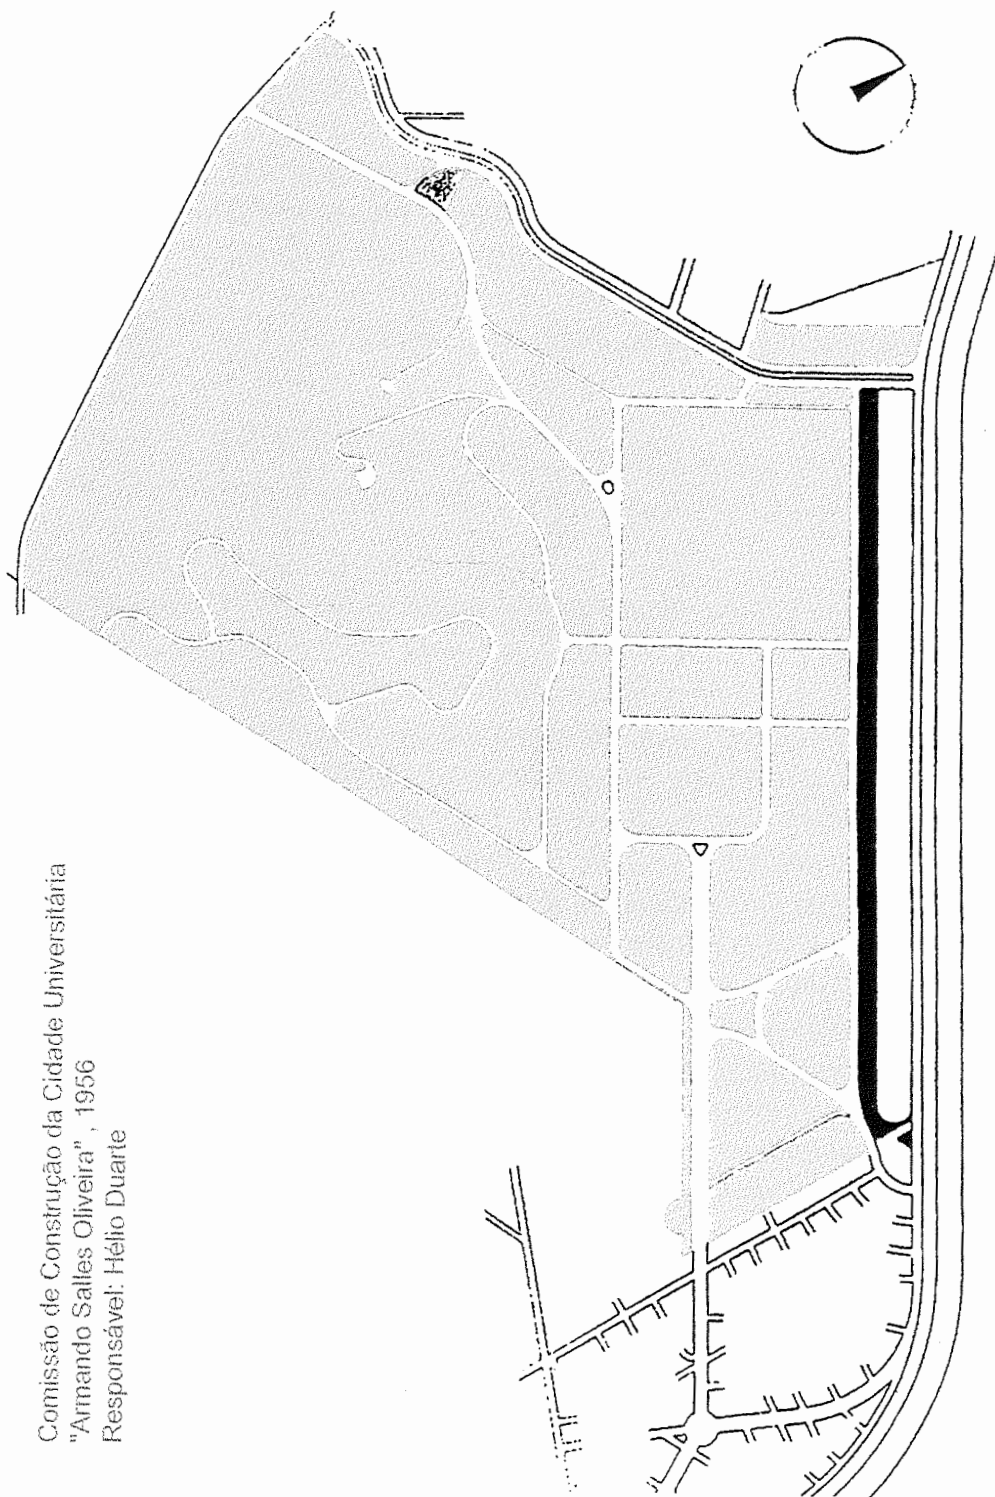 Comissão de Construção da Cidade Universitária
"Armando Salles Oliveira" , 1956
Responsável: Hélio Duarte